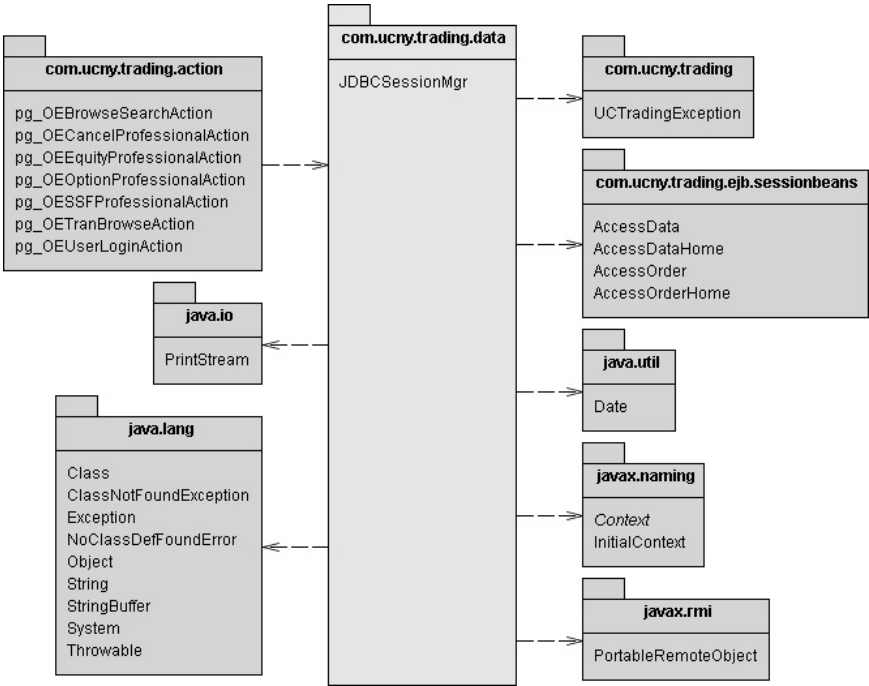 com.ucny.trading.action
pg_OEBrowseSearchAction
pg_OECancelProfessionalAction
pg_OEEquityProfessionalAction
pg_OEOptionProfessionalAction
pg_OESSFProfessionalAction
pg_OETranBrowseAction
pg_OEUserLoginAction
java.io
PrintStream
java.lang
Class
ClassNotFoundException
Exception
NoClassDefFoundError
Object
String
StringBuffer
System
Throwable
com.ucny.trading.data
JDBCSessionMgr
com.ucny.trading
UCTradingException
com.ucny.trading.ejb.sessionbeans
AccessData
AccessDataHome
AccessOrder
AccessOrderHome
java.util
Date
javax.naming
Context
InitialContext
javax.rmi
PortableRemoteObject